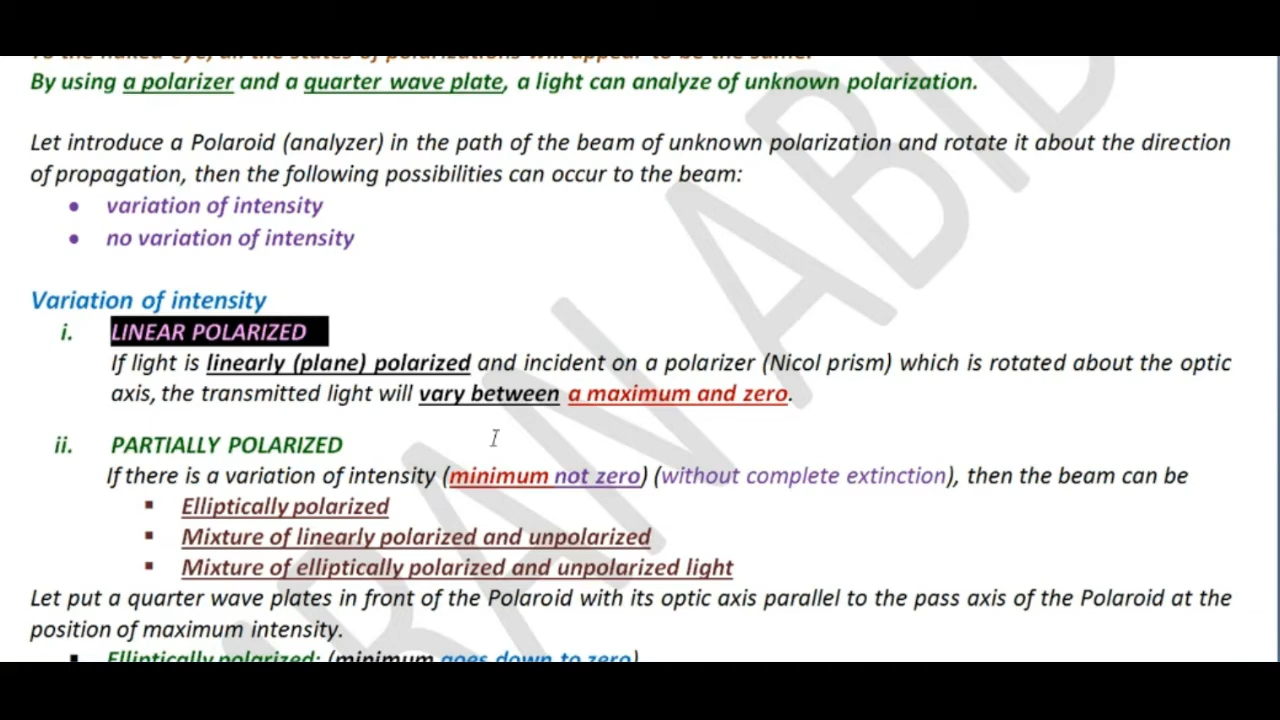 To the naked eye, all the states of polarizations will appear to be the same.
By using a polarizer and a quarter wave plate, a light can analyze of unknown polarization.
Let introduce a Polaroid (analyzer) in the path of the beam of unknown polarization and rotate it about the direction
of propagation, then the following possibilities can occur to the beam:
• variation of intensity
• no variation of intensity
Variation of intensity
i. LINEAR POLARIZED
If light is linearly (plane) polarized and incident on a polarizer (Nicol prism) which is rotated about the optic
axis, the transmitted light will vary between a maximum and zero.
ii. PARTIALLY POLARIZED
If there is a variation of intensity (minimum not zero) (without complete extinction), then the beam can be
▪ Elliptically polarized
▪ Mixture of linearly polarized and unpolarized
▪ Mixture of elliptically polarized and unpolarized light
Let put a quarter wave plates in front of the Polaroid with its optic axis parallel to the pass axis of the Polaroid at the
position of maximum intensity.
▪ Elliptically polarized: (minimum goes down to zero)